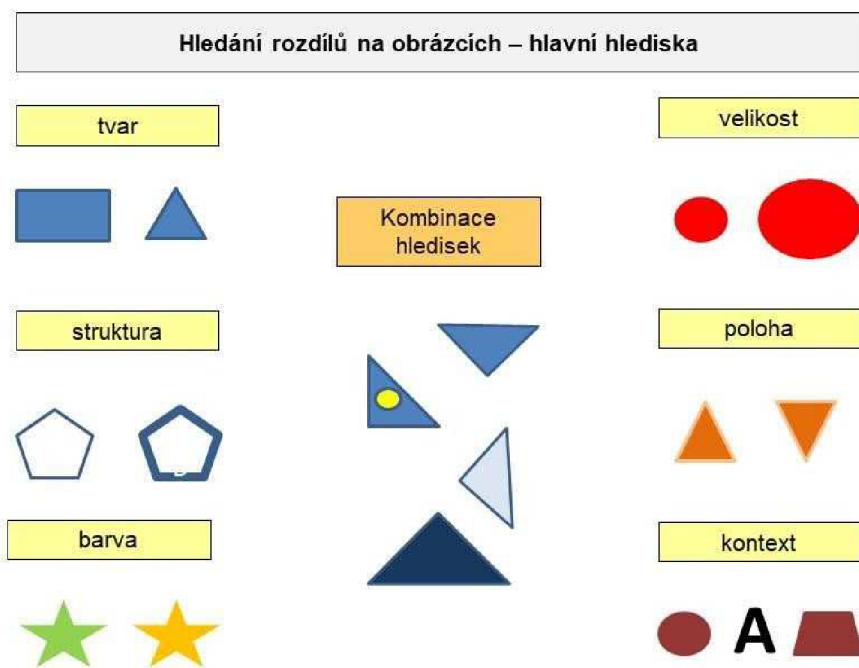 Hledání rozdílů na obrázcích – hlavní hlediska
tvar
velikost
Kombinace
hledisek
struktura
poloha
barva
kontext
A